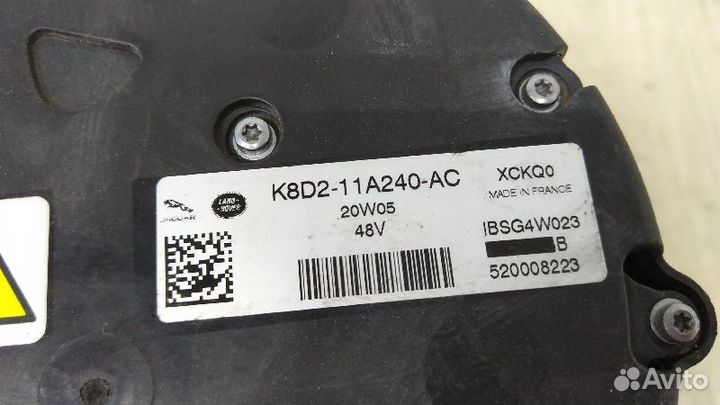 K8D2-11A240-AC
20W05
48V
JAGUAR
LAND-
ROVER
XCKQ0
MADE IN FRANCE
IBSG4W023
B
520008223
Avito